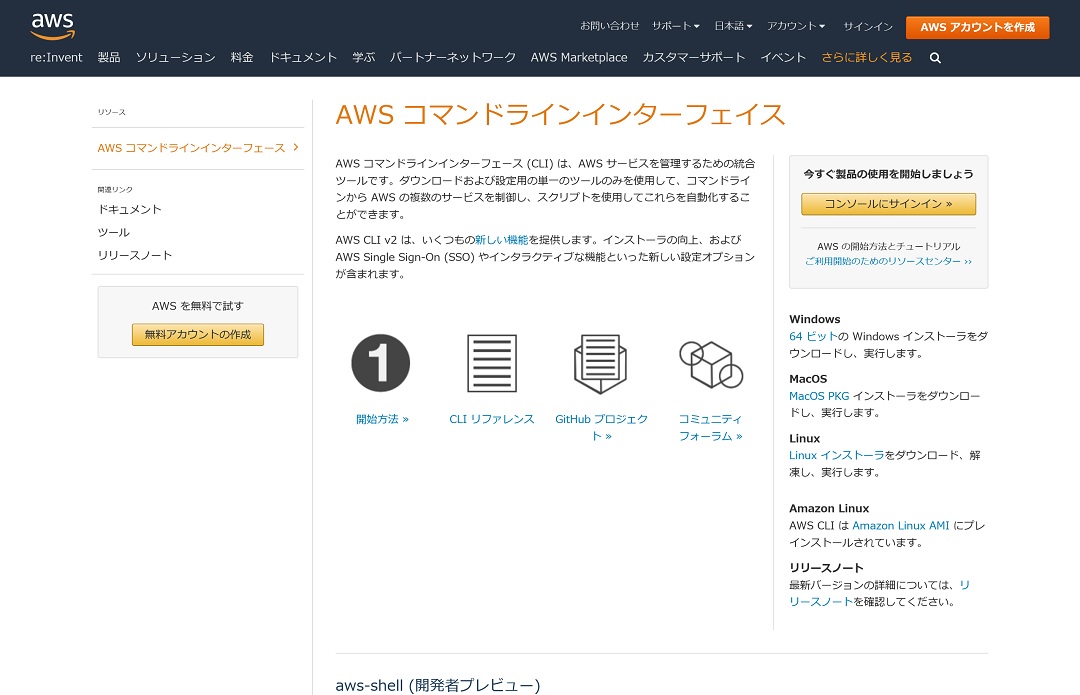 aws
お問い合わせ サポート 日本語 アカウント サインイン AWS アカウントを作成
re:Invent 製品 ソリューション 料金 ドキュメント 学ぶ パートナーネットワーク AWS Marketplace カスタマーサポート イベント さらに詳しく見る
リソース
AWS コマンドラインインターフェース
関連リンク
ドキュメント
ツール
リリースノート
AWS を無料で試す
無料アカウントの作成
AWS コマンドラインインターフェイス
AWS コマンドラインインターフェース (CLI) は、AWS サービスを管理するための統合
ツールです。ダウンロードおよび設定用の単一のツールのみを使用して、コマンドライ
ンから AWS の複数のサービスを制御し、スクリプトを使用してこれらを自動化するこ
とができます。
AWS CLI v2 は、いくつもの新しい機能を提供します。インストーラの向上、および
AWS Single Sign-On (SSO) やインタラクティブな機能といった新しい設定オプション
が含まれます。
1
開始方法 »
CLI リファレンス
GitHub プロジェク
ト »
コミュニティ
フォーラム »
今すぐ製品の使用を開始しましょう
コンソールにサインイン »
AWS の開始方法とチュートリアル
ご利用開始のためのリソースセンター ››
Windows
64 ビットの Windows インストーラをダ
ウンロードし、実行します。
MacOS
MacOS PKG インストーラをダウンロー
ドし、実行します。
Linux
Linux インストーラをダウンロード、解
凍し、実行します。
Amazon Linux
AWS CLI は Amazon Linux AMI にプレ
インストールされています。
リリースノート
最新バージョンの詳細については、リ
リースノートを確認してください。
aws-shell (開発者プレビュー)